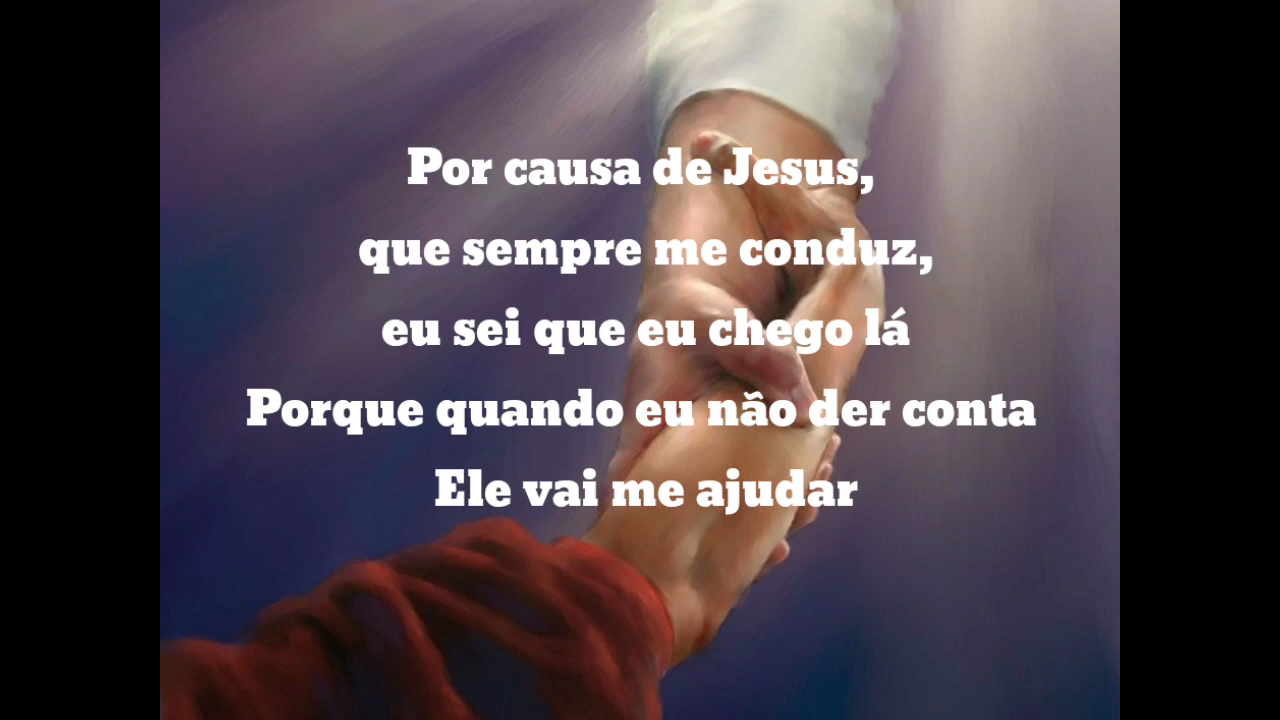 Por causa de Jesus,
que sempre me conduz,
eu sei que eu chego lá
Porque quando eu não der conta
Ele vai me ajudar